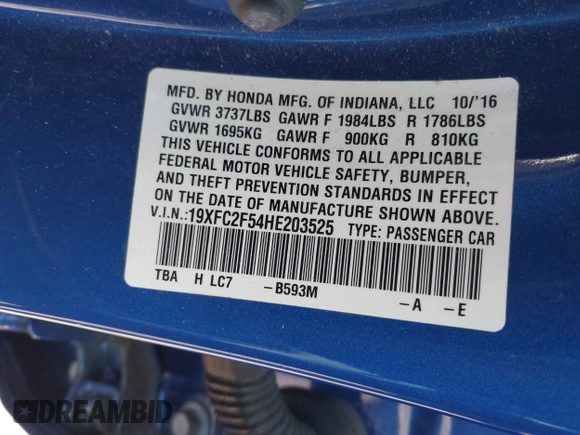 MFD. BY HONDA MFG. OF INDIANA, LLC 10/'16
GVWR 3737LBS GAWR F 1984LBS R 1786LBS
GVWR 1695KG GAWR F 900KG R 810KG
THIS VEHICLE CONFORMS TO ALL APPLICABLE
FEDERAL MOTOR VEHICLE SAFETY, BUMPER,
AND THEFT PREVENTION STANDARDS IN EFFECT
ON THE DATE OF MANUFACTURE SHOWN ABOVE.
V.I.N.:19XFC2F54HE203525 TYPE: PASSENGER CAR
TBA H LC7 -B593M -A -E
DREAMBID